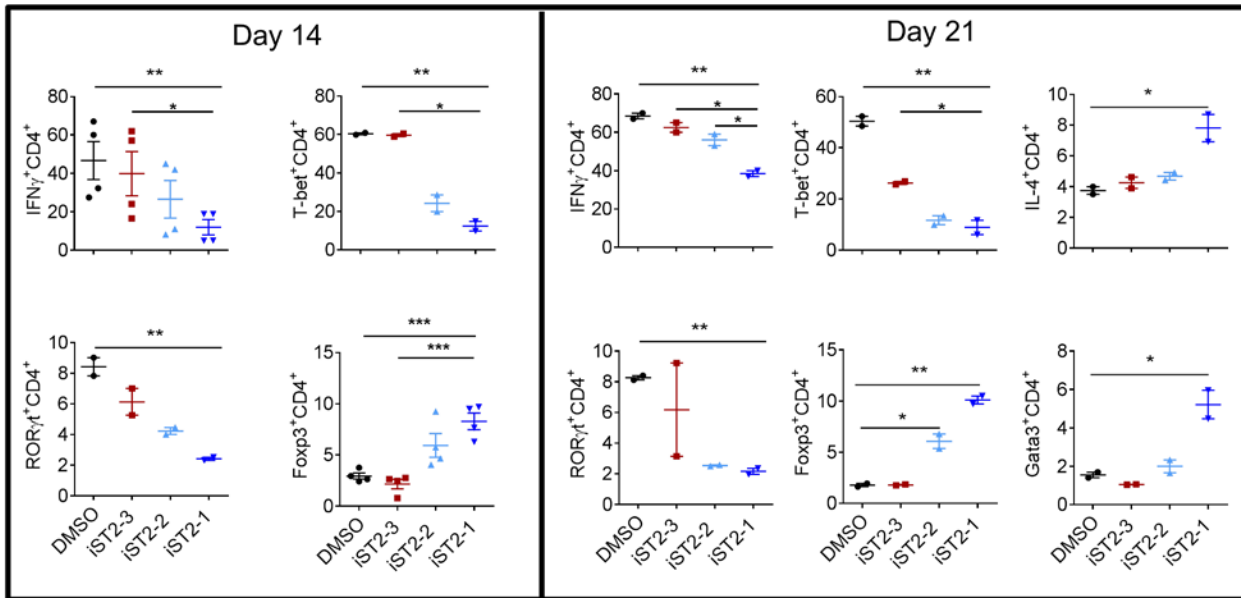 Day 14
Day 21
IFNγ⁺CD4⁺
80
60
40
20
0
**
*
T-bet⁺CD4⁺
80
60
40
20
0
**
*
IFNγ⁺CD4⁺
80
60
40
20
0
**
*
*
T-bet⁺CD4⁺
60
40
20
0
**
*
IL-4⁺CD4⁺
10
8
6
4
2
0
*
RORγt⁺CD4⁺
10
8
6
4
2
0
**
DMSO
iST2-3
iST2-2
iST2-1
Foxp3⁺CD4⁺
15
10
5
0
***
***
DMSO
iST2-3
iST2-2
iST2-1
RORγt⁺CD4⁺
10
8
6
4
2
0
**
DMSO
iST2-3
iST2-2
iST2-1
Foxp3⁺CD4⁺
15
10
5
0
**
*
DMSO
iST2-3
iST2-2
iST2-1
Gata3⁺CD4⁺
8
6
4
2
0
*
DMSO
iST2-3
iST2-2
iST2-1